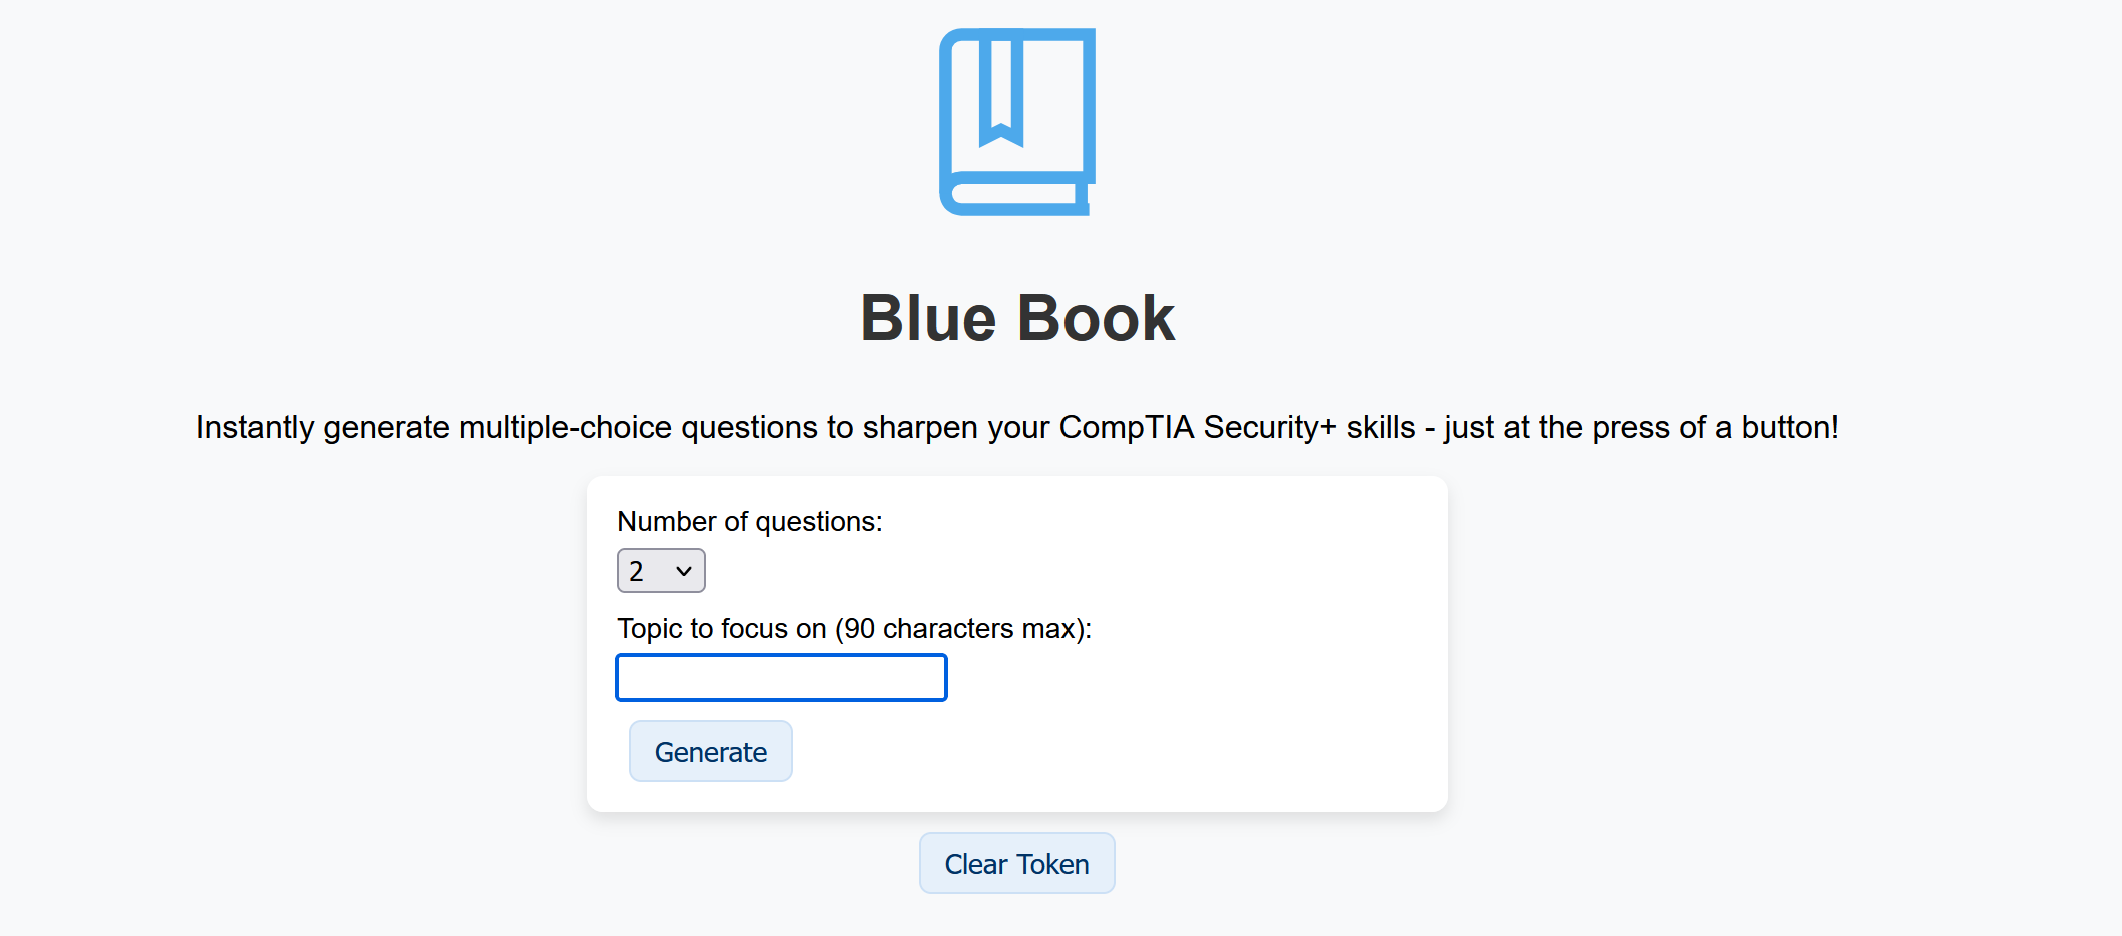 Blue Book
Instantly generate multiple-choice questions to sharpen your CompTIA Security+ skills - just at the press of a button!
Number of questions:
2
Topic to focus on (90 characters max):
Generate
Clear Token